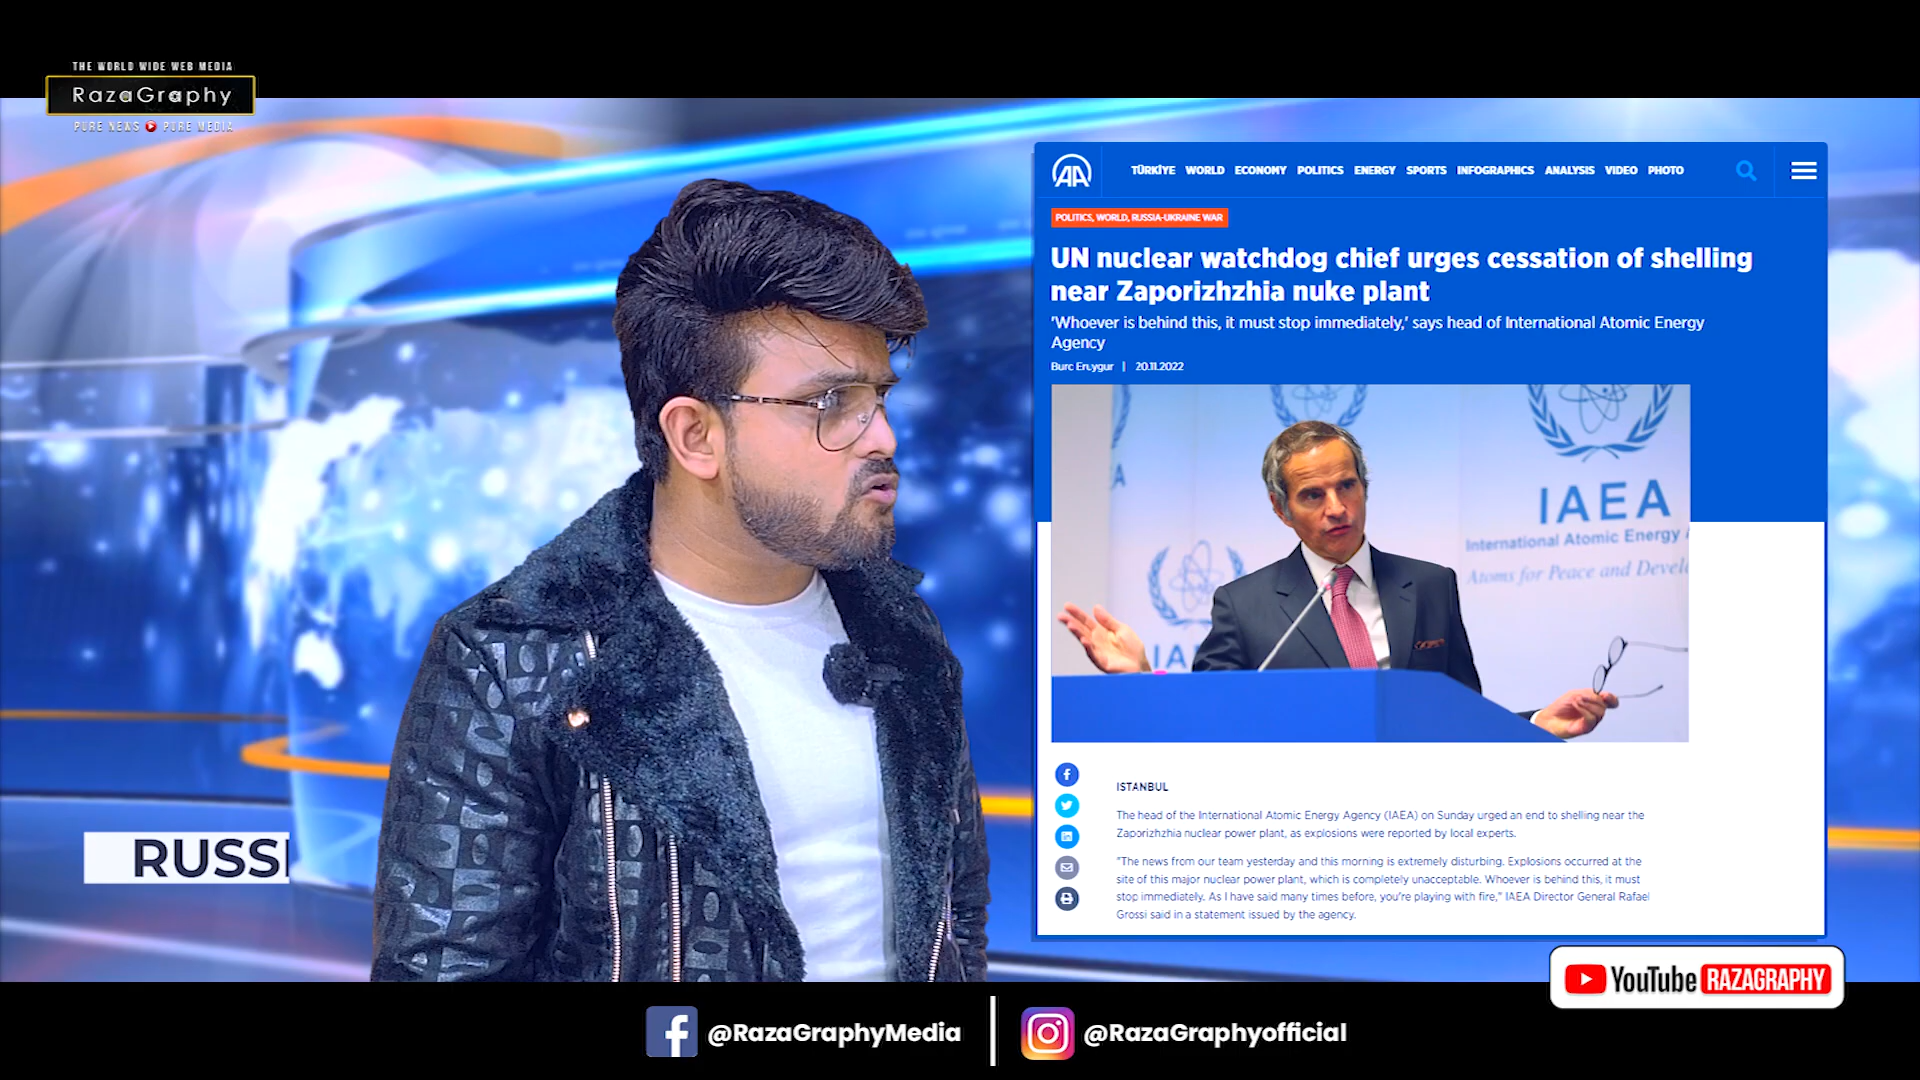 THE WORLD WIDE WEB MEDIA
RazaGraphy
PURE NEWS PURE MEDIA
AA
TÜRKİYE WORLD ECONOMY POLITICS ENERGY SPORTS INFOGRAPHICS ANALYSIS VIDEO PHOTO
POLITICS, WORLD, RUSSIA-UKRAINE WAR
UN nuclear watchdog chief urges cessation of shelling
near Zaporizhzhia nuke plant
'Whoever is behind this, it must stop immediately,' says head of International Atomic Energy
Agency
Burc Eruygur | 20.11.2022
IAEA
International Atomic Energy
Atoms for Peace and Devel
IA
ISTANBUL
The head of the International Atomic Energy Agency (IAEA) on Sunday urged an end to shelling near the
Zaporizhzhia nuclear power plant, as explosions were reported by local experts.
"The news from our team yesterday and this morning is extremely disturbing. Explosions occurred at the
site of this major nuclear power plant, which is completely unacceptable. Whoever is behind this, it must
stop immediately. As I have said many times before, you're playing with fire," IAEA Director General Rafael
Grossi said in a statement issued by the agency.
RUSSI
YouTube RAZAGRAPHY
@RazaGraphyMedia
@RazaGraphyofficial